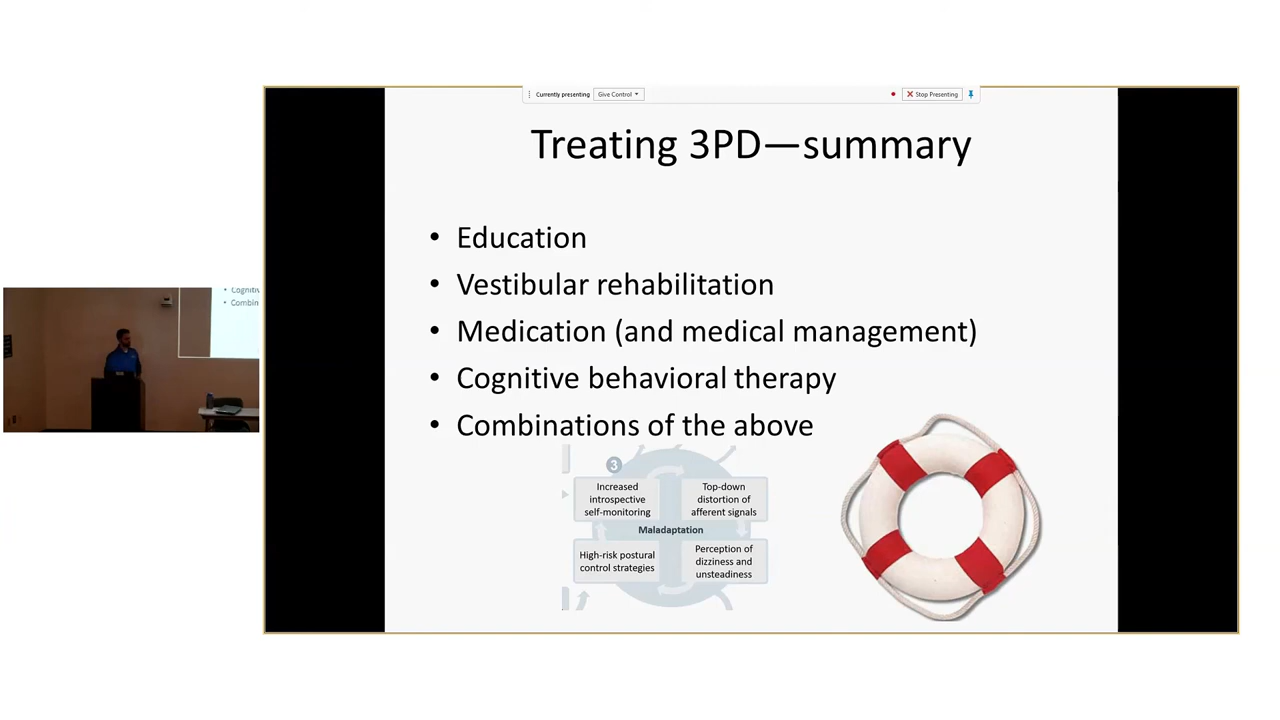 Currently presenting Give Control Stop Presenting
Treating 3PD—summary
• Education
• Vestibular rehabilitation
• Medication (and medical management)
• Cognitive behavioral therapy
• Combinations of the above
3
Increased
introspective
self-monitoring
Top-down
distortion of
afferent signals
Maladaptation
High-risk postural
control strategies
Perception of
dizziness and
unsteadiness
• Cogniti
• Combin